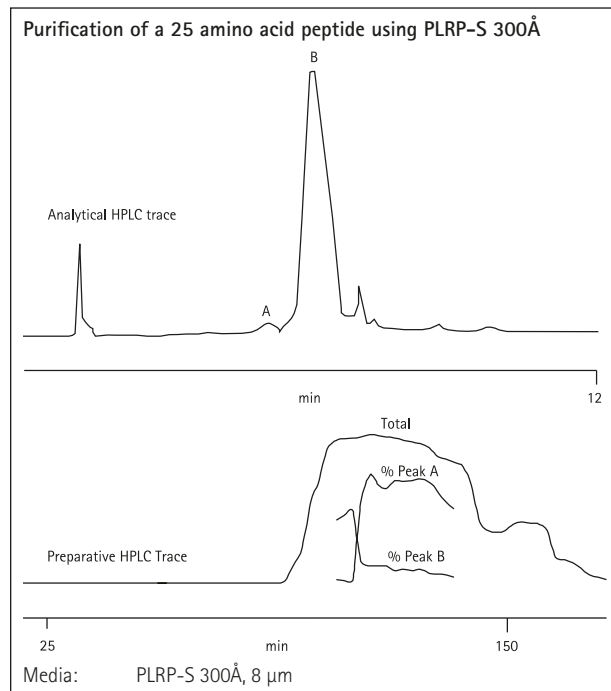 Purification of a 25 amino acid peptide using PLRP-S 300Å
B
Analytical HPLC trace
A
min 12
Total
% Peak A
Preparative HPLC Trace
% Peak B
25 min 150
Media: PLRP-S 300Å, 8 µm